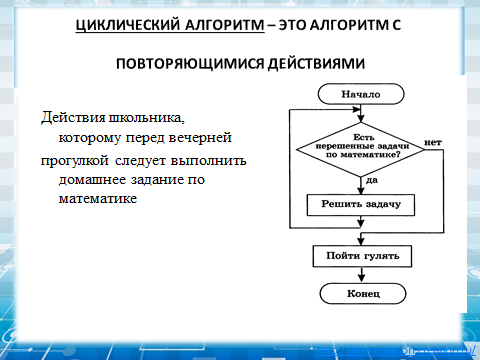 ЦИКЛИЧЕСКИЙ АЛГОРИТМ – ЭТО АЛГОРИТМ С
ПОВТОРЯЮЩИМИСЯ ДЕЙСТВИЯМИ
Действия школьника,
которому перед вечерней
прогулкой следует выполнить
домашнее задание по
математике
Начало
Есть
нерешенные задачи
по математике?
нет
да
Решить задачу
Пойти гулять
Конец